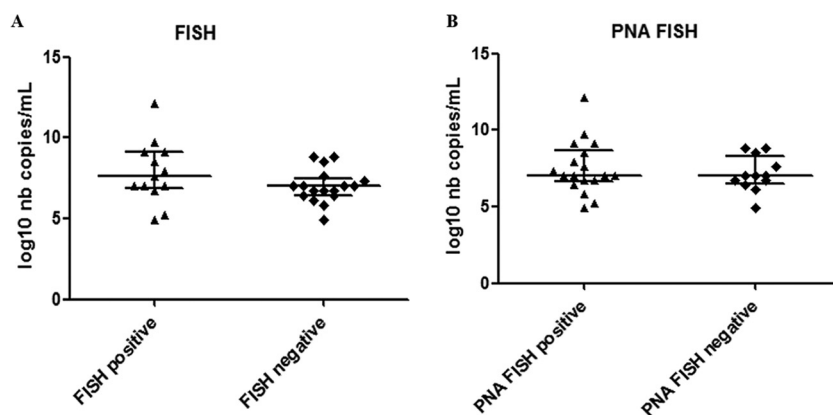 A
FISH
log10 nb copies/mL
15
10
5
0
FISH positive
FISH negative
B
PNA FISH
log10 nb copies/mL
15
10
5
0
PNA FISH positive
PNA FISH negative